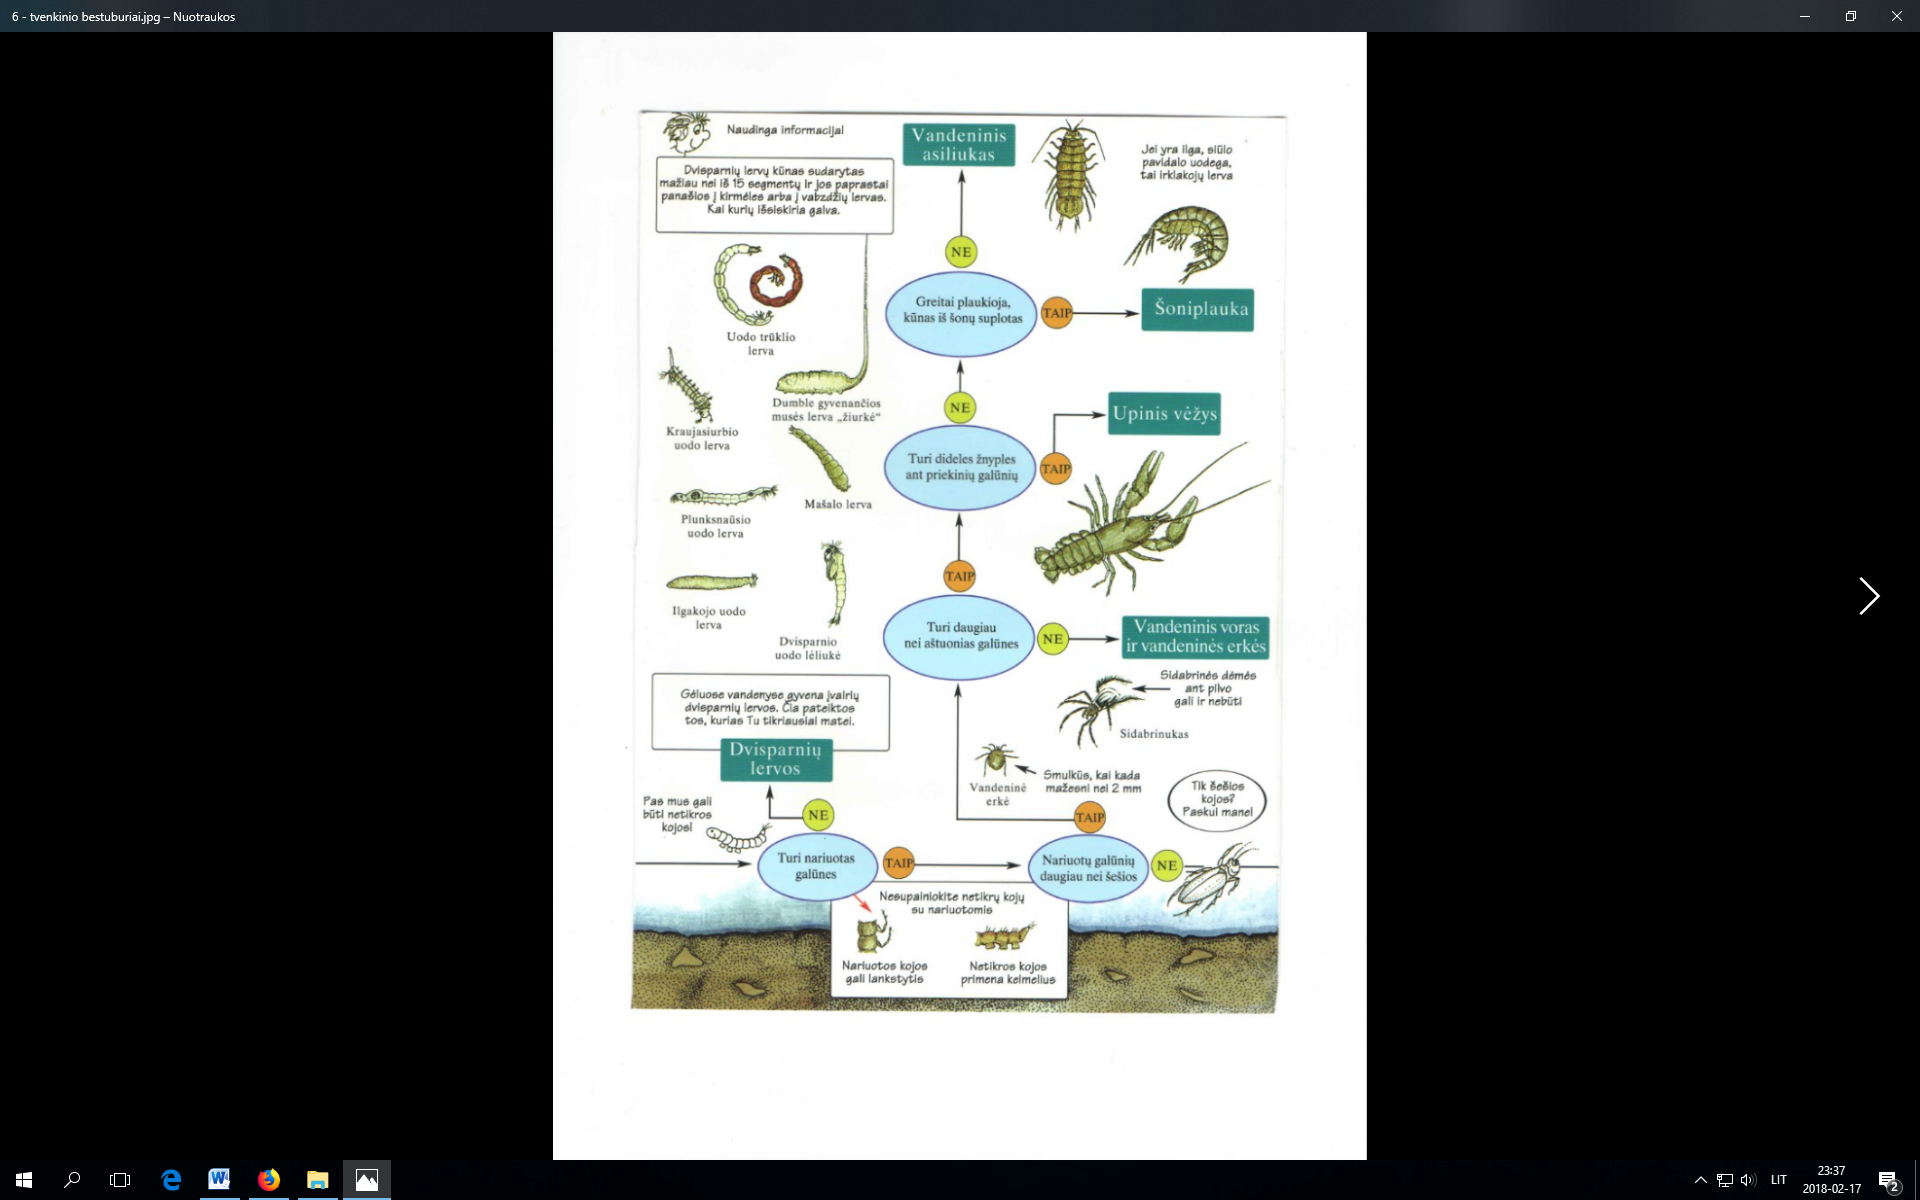 6 - tvenkinio bestuburiai.jpg – Nuotraukos
Naudinga informacija!
Dvisparnių lervų kūnas sudarytas
mažiau nei iš 15 segmentų ir jos paprastai
panašios į kirmėles arba į vabzdžių lervas.
Kai kurių išsiskiria galva.
Vandeninis
asiliukas
Jei yra ilga, siūlo
pavidalo uodega,
tai irklakojų lerva
NE
Greitai plaukioja,
kūnas iš šonų suplotas
TAIP
Šoniplauka
Uodo trūklio
lerva
Dumble gyvenančios
musės lerva „žiurkė“
Kraujasiurbio
uodo lerva
NE
Upinis vėžys
Turi dideles žnyples
ant priekinių galūnių
TAIP
Mašalo lerva
Plunksnaūsio
uodo lerva
TAIP
Ilgakojo uodo
lerva
Dvisparnio
uodo lėliukė
Turi daugiau
nei aštuonias galūnes
NE
Vandeninis voras
ir vandeninės erkės
Sidabrinės dėmės
ant pilvo
gali ir nebūti
Sidabrinukas
Gėluose vandenyse gyvena įvairių
dvisparnių lervos. Čia pateiktos
tos, kurias Tu tikriausiai matei.
Dvisparnių
lervos
Vandeninė
erkė
Smulkūs, kai kada
mažesni nei 2 mm
Tik šešios
kojos?
Paskui mane!
Pas mus gali
būti netikros
kojos!
NE
TAIP
Turi nariuotas
galūnes
TAIP
Nariuotų galūnių
daugiau nei šešios
NE
Nesupainiokite netikrų kojų
su nariuotomis
Nariuotos kojos
gali lankstytis
Netikros kojos
primena kelmelius
LIT
23:37
2018-02-17
2